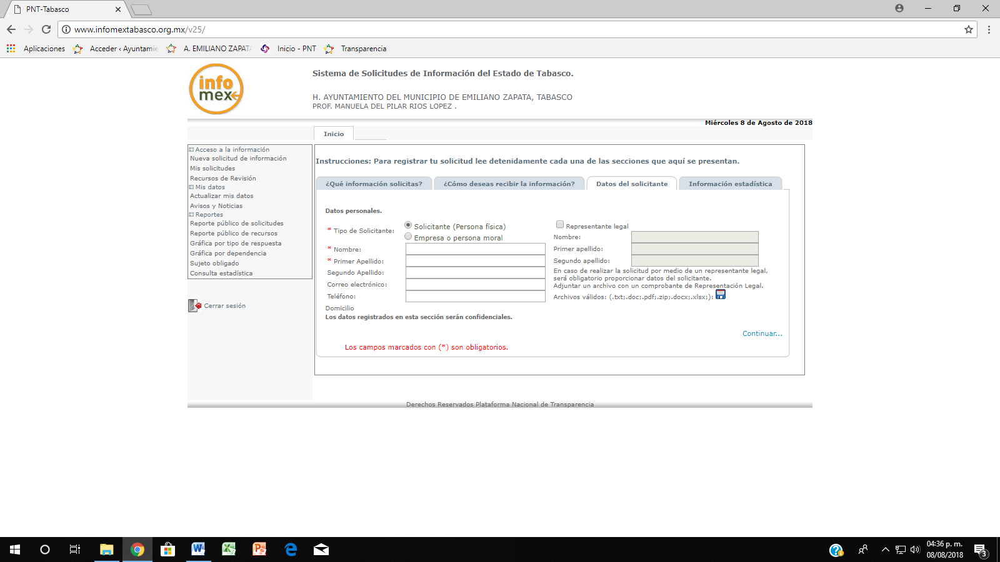 PNT-Tabasco
www.infomextabasco.org.mx/v25/
Aplicaciones
Acceder ‹ Ayuntamie
A. EMILIANO ZAPATA
Inicio - PNT
Transparencia
info
mex
Sistema de Solicitudes de Información del Estado de Tabasco.
H. AYUNTAMIENTO DEL MUNICIPIO DE EMILIANO ZAPATA, TABASCO
PROF. MANUELA DEL PILAR RIOS LOPEZ .
Miércoles 8 de Agosto de 2018
Inicio
Acceso a la información
Nueva solicitud de información
Mis solicitudes
Recursos de Revisión
Mis datos
Actualizar mis datos
Avisos y Noticias
Reportes
Reporte público de solicitudes
Reporte público de recursos
Gráfica por tipo de respuesta
Gráfica por dependencia
Sujeto obligado
Consulta estadística
Cerrar sesión
Instrucciones: Para registrar tu solicitud lee detenidamente cada una de las secciones que aquí se presentan.
¿Qué información solicitas?
¿Cómo deseas recibir la información?
Datos del solicitante
Información estadística
Datos personales.
* Tipo de Solicitante:
Solicitante (Persona física)
Empresa o persona moral
* Nombre:
* Primer Apellido:
Segundo Apellido:
Correo electrónico:
Teléfono:
Domicilio
Los datos registrados en esta sección serán confidenciales.
Representante legal
Nombre:
Primer apellido:
Segundo apellido:
En caso de realizar la solicitud por medio de un representante legal,
será obligatorio proporcionar datos del solicitante.
Adjuntar un archivo con un comprobante de Representación Legal.
Archivos válidos: (.txt;.doc;.pdf;.zip;.docx;.xlsx;):
Continuar...
Los campos marcados con (*) son obligatorios.
Derechos Reservados Plataforma Nacional de Transparencia
04:36 p. m.
08/08/2018
3